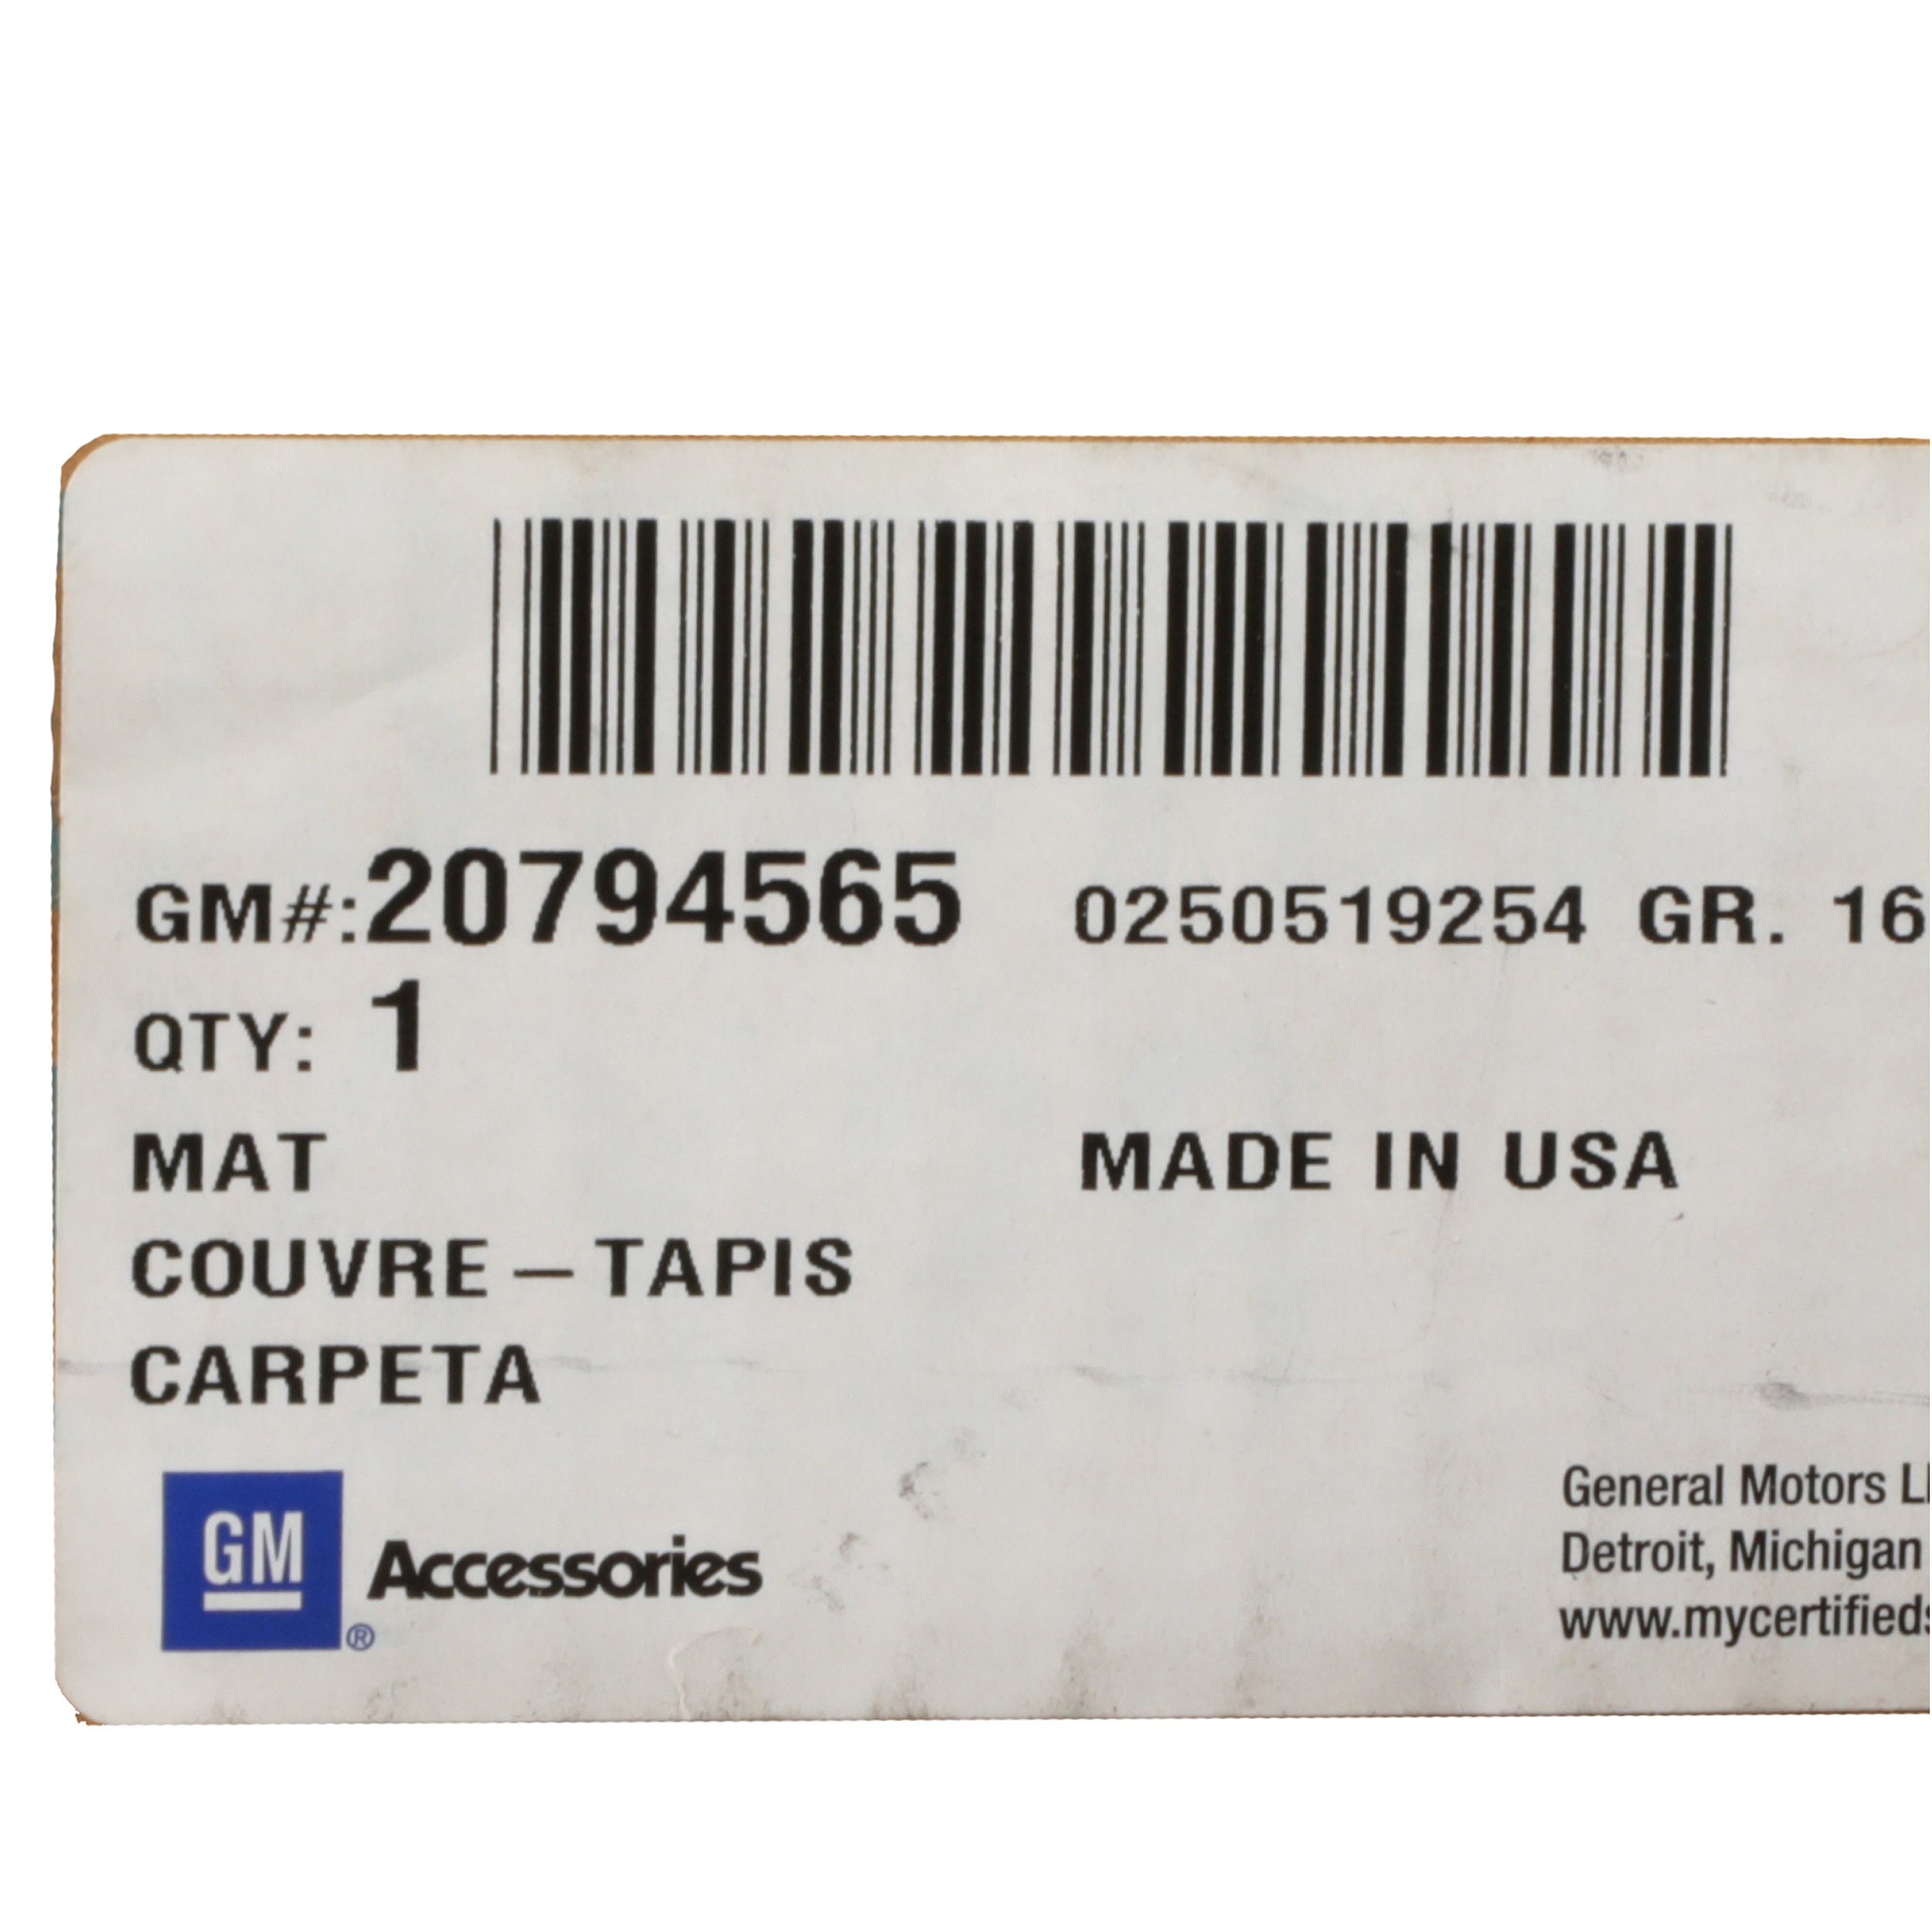 GM#:20794565 0250519254 GR. 16
QTY: 1
MAT MADE IN USA
COUVRE – TAPIS
CARPETA
GM® Accessories
General Motors
Detroit, Michigan